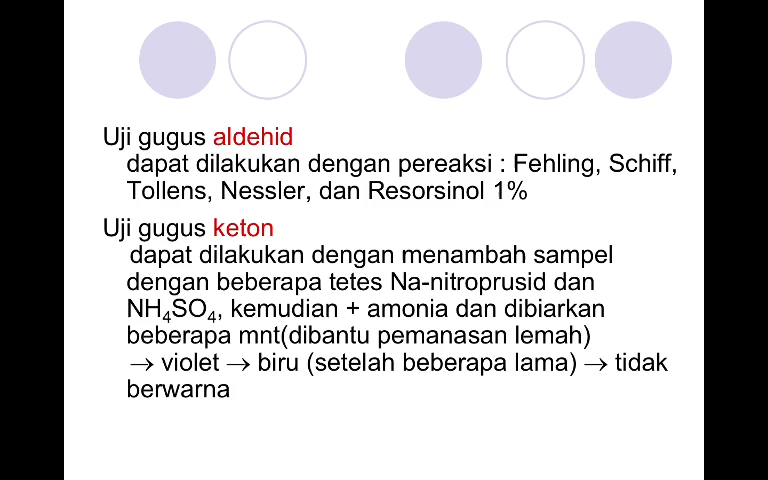 Uji gugus aldehid
dapat dilakukan dengan pereaksi : Fehling, Schiff,
Tollens, Nessler, dan Resorsinol 1%
Uji gugus keton
dapat dilakukan dengan menambah sampel
dengan beberapa tetes Na-nitroprusid dan
NH₄SO₄, kemudian + amonia dan dibiarkan
beberapa mnt(dibantu pemanasan lemah)
→ violet → biru (setelah beberapa lama) → tidak
berwarna